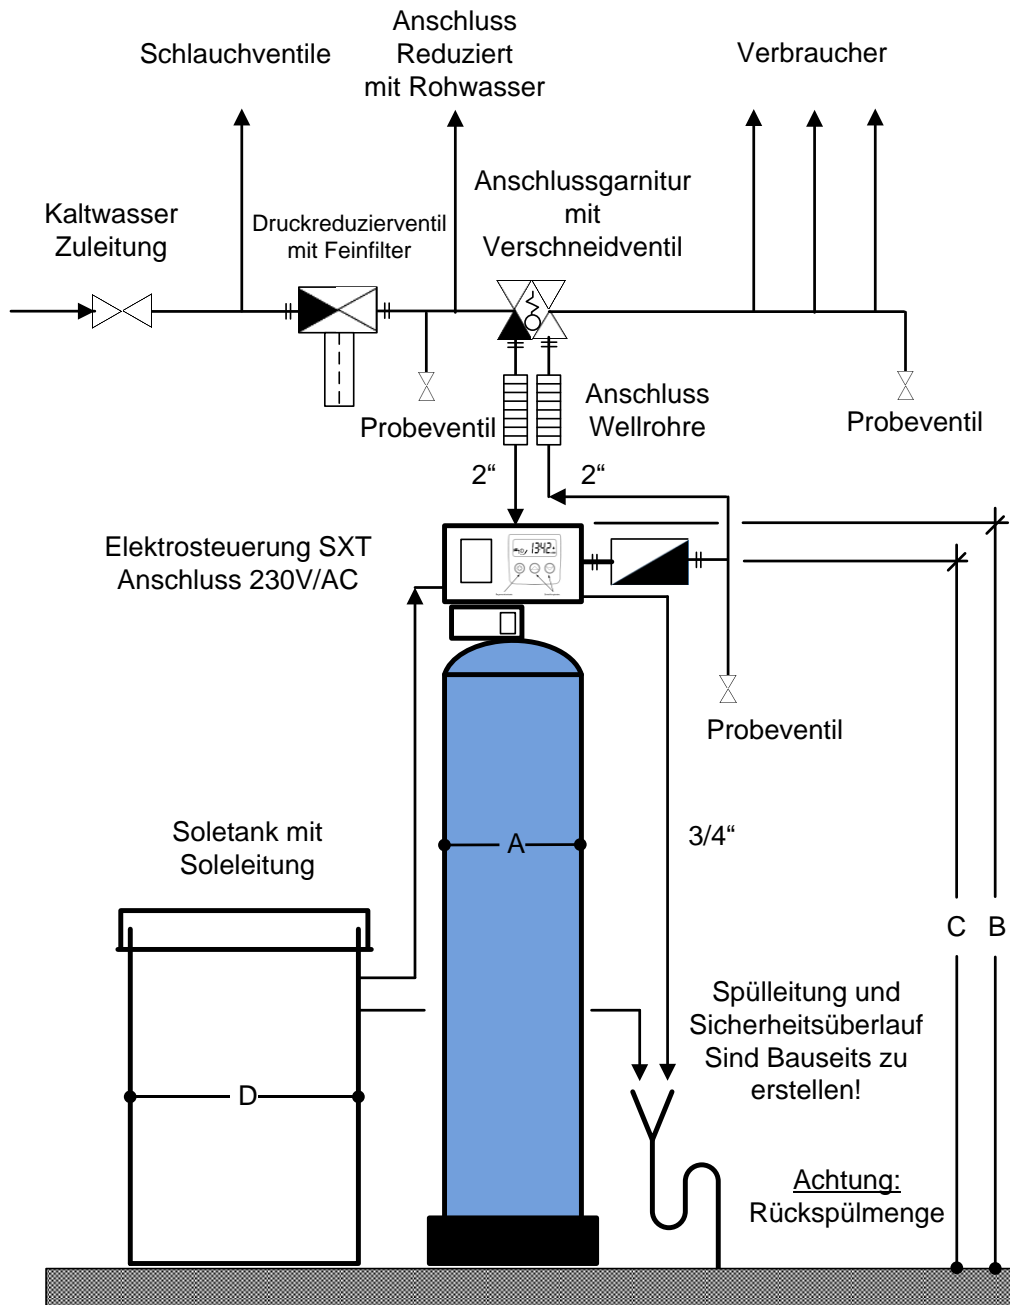 Schlauchventile
Anschluss
Reduziert
mit Rohwasser
Verbraucher
Kaltwasser
Zuleitung
Druckreduzierventil
mit Feinfilter
Anschlussgarnitur
mit
Verschneidventil
Probeventil
Anschluss
Wellrohre
Probeventil
2“
2“
Elektrosteuerung SXT
Anschluss 230V/AC
1342
Probeventil
Soletank mit
Soleleitung
A
3/4“
C
B
D
Spülleitung und
Sicherheitsüberlauf
Sind Bauseits zu
erstellen!
Achtung:
Rückspülmenge